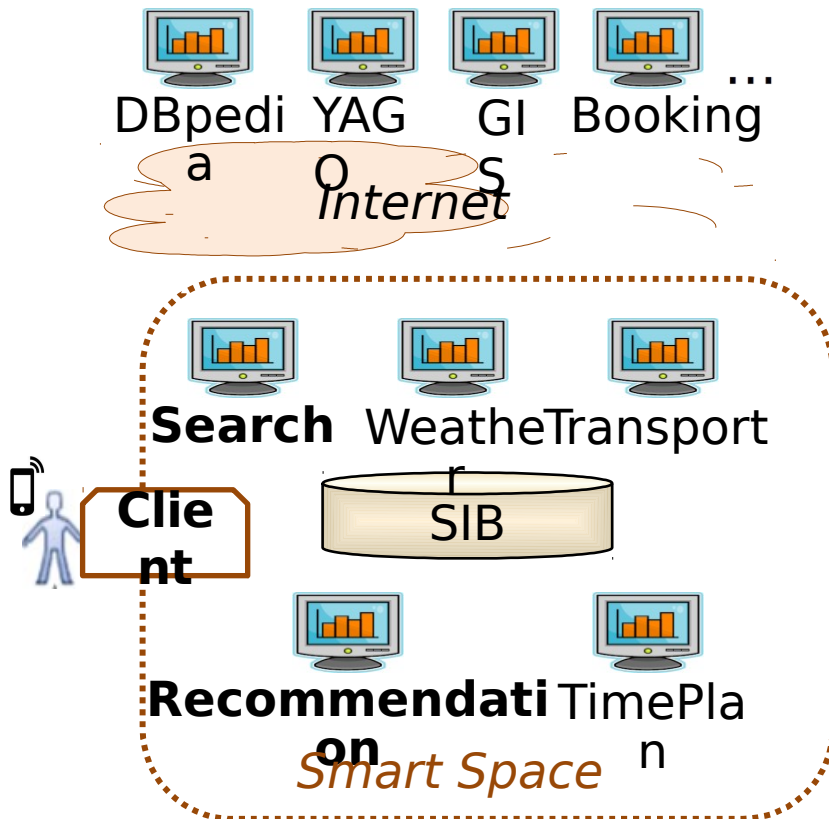 ...
DBpedi
a
YAG
O
GI
S
Booking
Internet
Search
Weathe
r
Transport
Clie
nt
SIB
Recommendati
on
TimePla
n
Smart Space